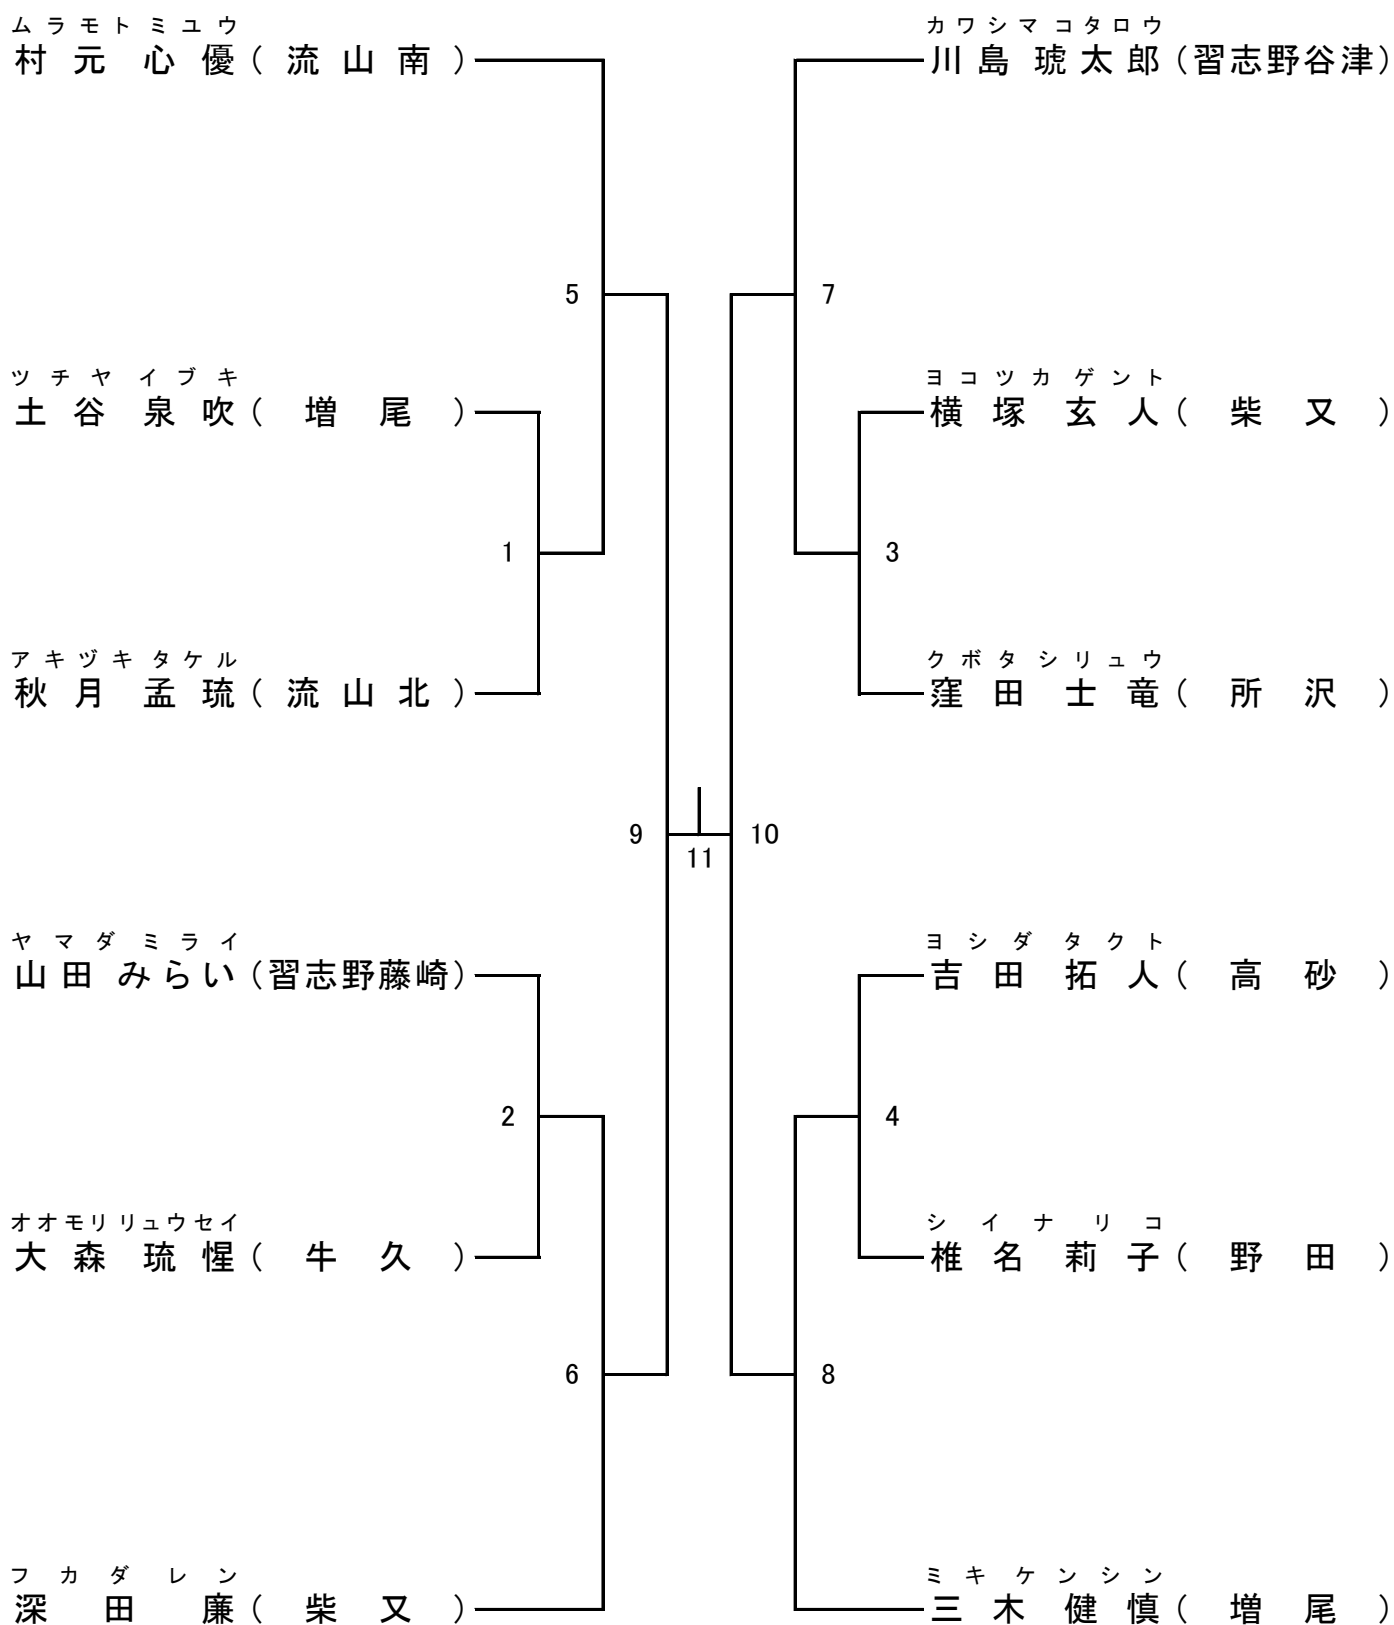 ムラモトミユウ
村元 心優(流山南)
5
ツチヤイブキ
土谷 泉吹(増尾)
1
アキヅキタケル
秋月 孟琉(流山北)
9
ヤマダミライ
山田みらい(習志野藤崎)
2
オオモリリュウセイ
大森 琉惺(牛久)
6
フカダレン
深田 廉(柴又)
11
カワシマコタロウ
川島琥太郎(習志野谷津)
7
ヨコツカゲント
横塚 玄人(柴又)
3
クボタシリュウ
窪田 士竜(所沢)
10
ヨシダタクト
吉田 拓人(高砂)
4
シイナリコ
椎名 莉子(野田)
8
ミキケンシン
三木 健慎(増尾)